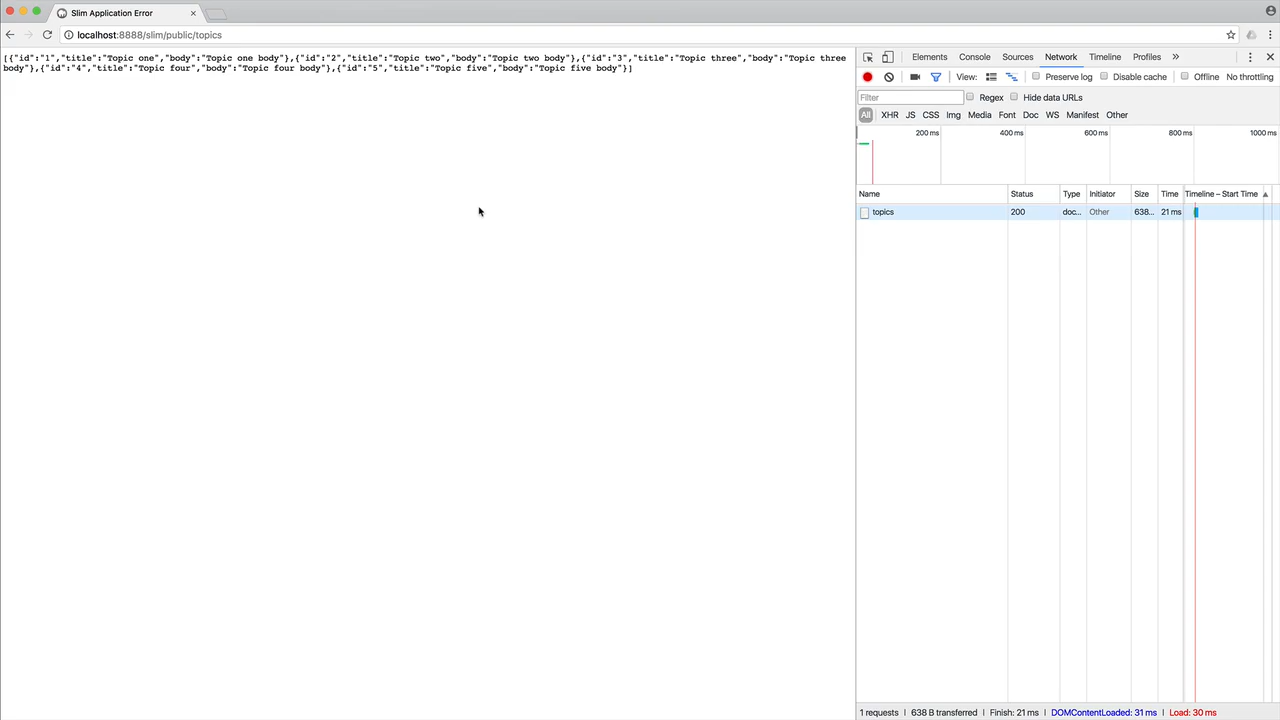 Slim Application Error
localhost:8888/slim/public/topics
[{"id":"1","title":"Topic one","body":"Topic one body"},{"id":"2","title":"Topic two","body":"Topic two body"},{"id":"3","title":"Topic three","body":"Topic three
body"},{"id":"4","title":"Topic four","body":"Topic four body"},{"id":"5","title":"Topic five","body":"Topic five body"}]
Elements Console Sources Network Timeline Profiles »
View: Preserve log Disable cache Offline No throttling
Filter Regex Hide data URLs
All XHR JS CSS Img Media Font Doc WS Manifest Other
200 ms 400 ms 600 ms 800 ms 1000 ms
Name Status Type Initiator Size Time Timeline – Start Time
topics 200 doc... Other 638... 21 ms
1 requests | 638 B transferred | Finish: 21 ms | DOMContentLoaded: 31 ms | Load: 30 ms